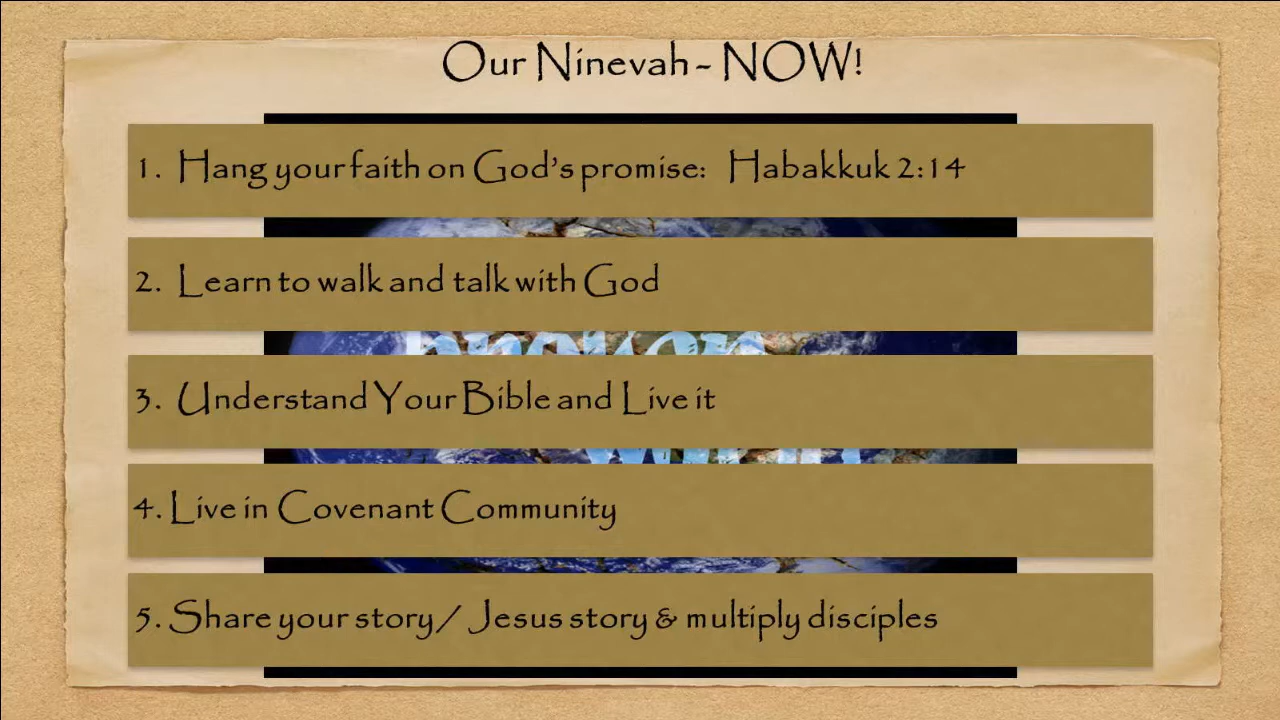 Our Ninevah - NOW!
1. Hang your faith on God's promise: Habakkuk 2:14
2. Learn to walk and talk with God
broken
3. Understand Your Bible and Live it
4. Live in Covenant Community
5. Share your story / Jesus story & multiply disciples